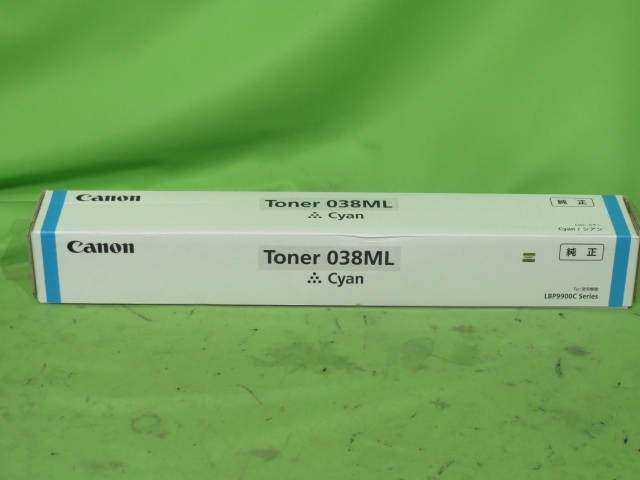 Canon
Toner 038ML
Cyan
純正
Cyan / シアン
Canon
Toner 038ML
Cyan
純正
LBP9900C Series